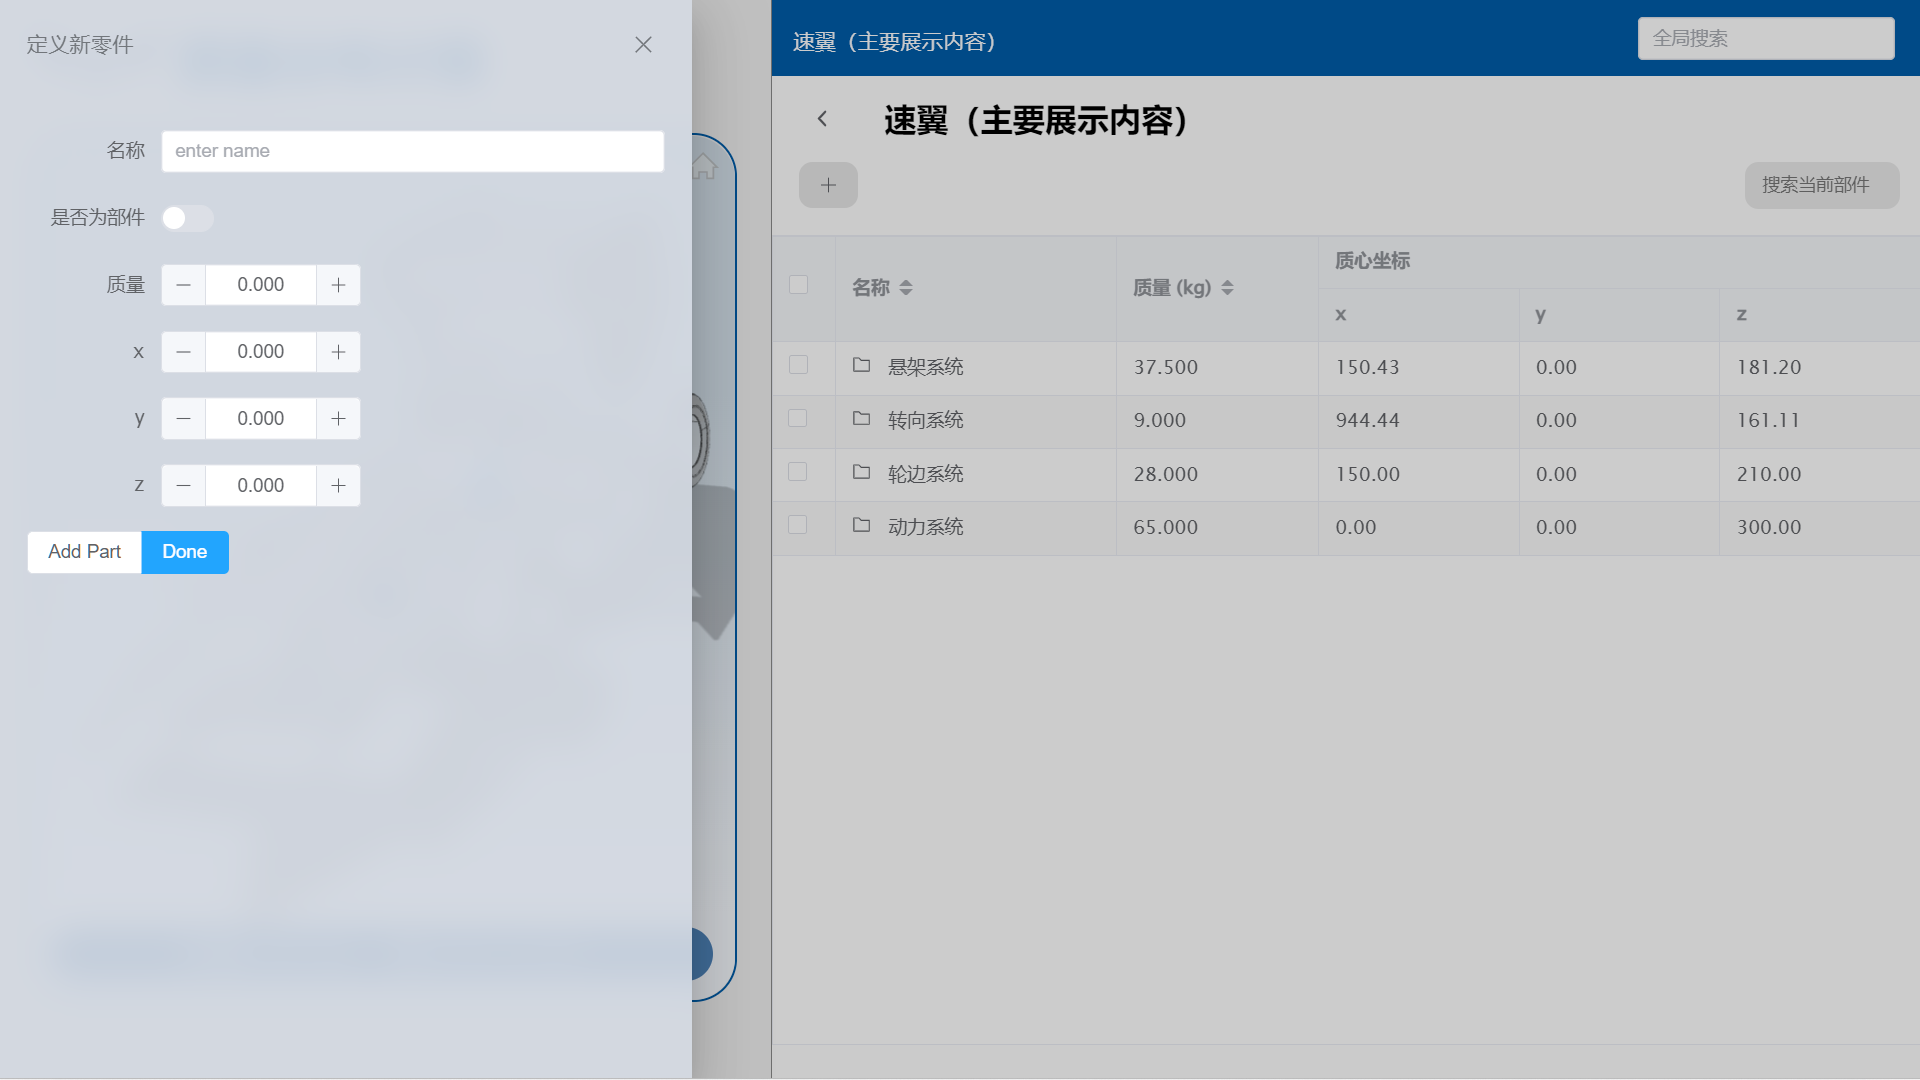 定义新零件
名称 enter name
是否为部件
质量 0.000
x 0.000
y 0.000
z 0.000
Add Part Done
速翼（主要展示内容） 全局搜索
速翼（主要展示内容）
搜索当前部件
名称 质量 (kg) 质心坐标
x y z
悬架系统 37.500 150.43 0.00 181.20
转向系统 9.000 944.44 0.00 161.11
轮边系统 28.000 150.00 0.00 210.00
动力系统 65.000 0.00 0.00 300.00